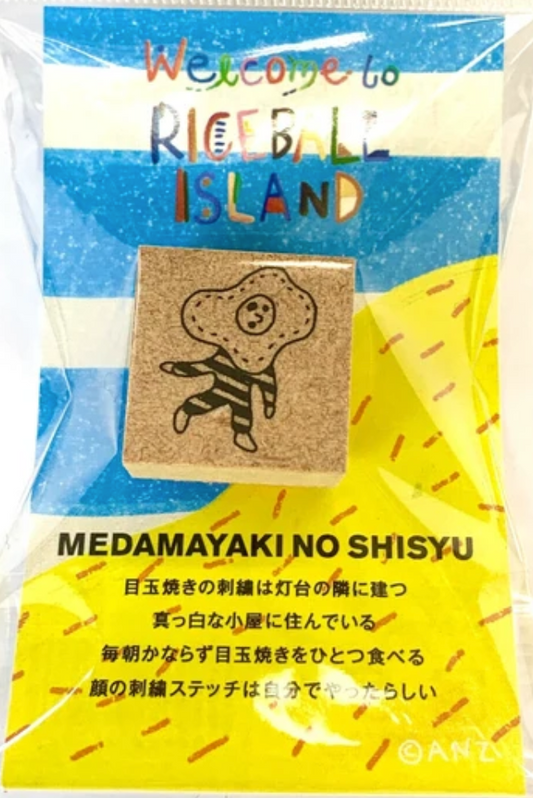 Welcome to
RICEBALL
ISLAND
MEDAMAYAKI NO SHISYU
目玉焼きの刺繍は灯台の隣に建つ
真っ白な小屋に住んでいる
毎朝かならず目玉焼きをひとつ食べる
顔の刺繍ステッチは自分でやったらしい
©ANZ